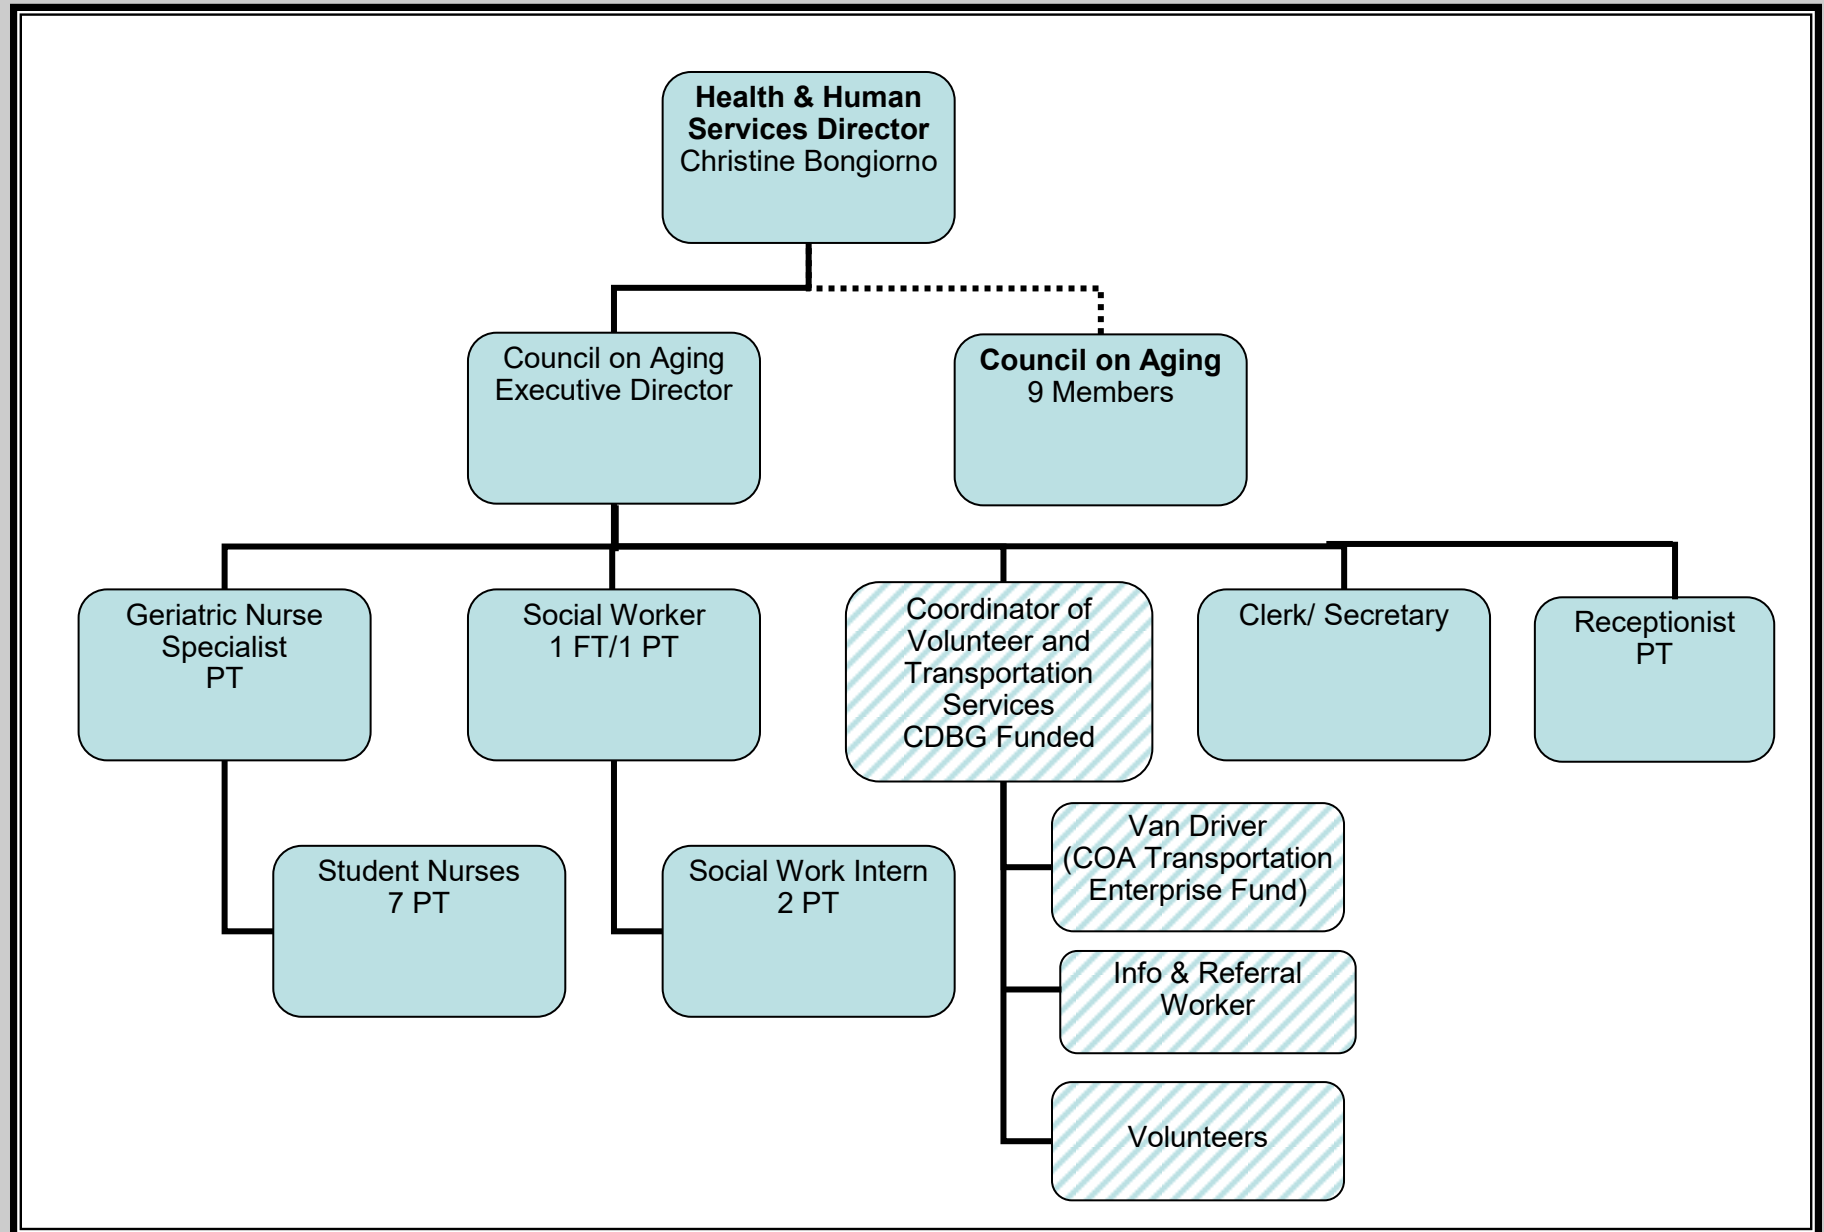 Health & Human
Services Director
Christine Bongiorno
Council on Aging
Executive Director
Council on Aging
9 Members
Geriatric Nurse
Specialist
PT
Social Worker
1 FT/1 PT
Coordinator of
Volunteer and
Transportation
Services
CDBG Funded
Clerk/ Secretary
Receptionist
PT
Student Nurses
7 PT
Social Work Intern
2 PT
Van Driver
(COA Transportation
Enterprise Fund)
Info & Referral
Worker
Volunteers